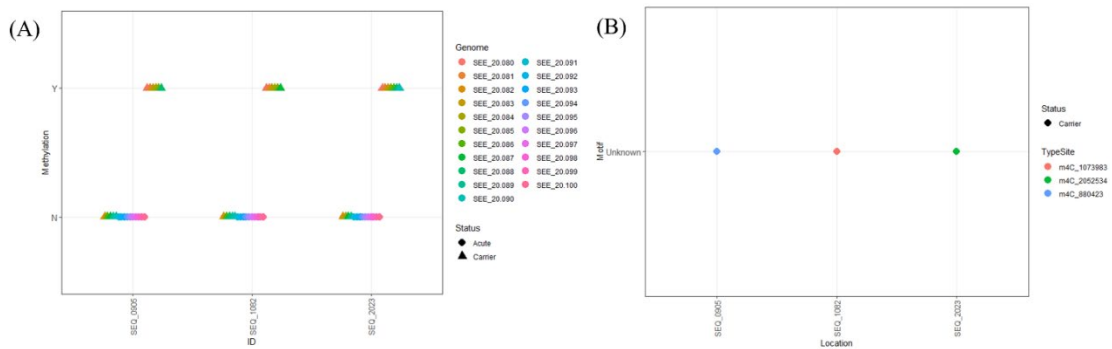 (A)
Y
N
Methylation
SEQ_0905
SEQ_1082
SEQ_2023
ID
Genome
SEE_20.080
SEE_20.081
SEE_20.082
SEE_20.083
SEE_20.084
SEE_20.085
SEE_20.086
SEE_20.087
SEE_20.088
SEE_20.089
SEE_20.090
SEE_20.091
SEE_20.092
SEE_20.093
SEE_20.094
SEE_20.095
SEE_20.096
SEE_20.097
SEE_20.098
SEE_20.099
SEE_20.100
Status
Acute
Carrier
(B)
Motif
Unknown
SEQ_0905
SEQ_1082
SEQ_2023
Location
Status
Carrier
TypeSite
m4C_1073983
m4C_2052534
m4C_880423